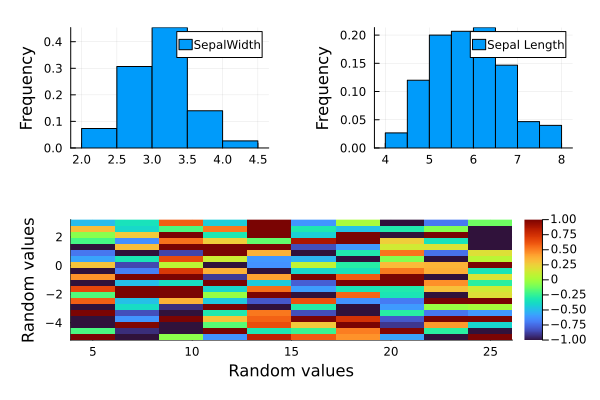 Frequency
0.4
0.3
0.2
0.1
0.0
SepalWidth
2.0 2.5 3.0 3.5 4.0 4.5
Frequency
0.20
0.15
0.10
0.05
0.00
Sepal Length
4 5 6 7 8
Random values
2
0
−2
−4
5 10 15 20 25
Random values
1.00
0.75
0.50
0.25
0
−0.25
−0.50
−0.75
−1.00